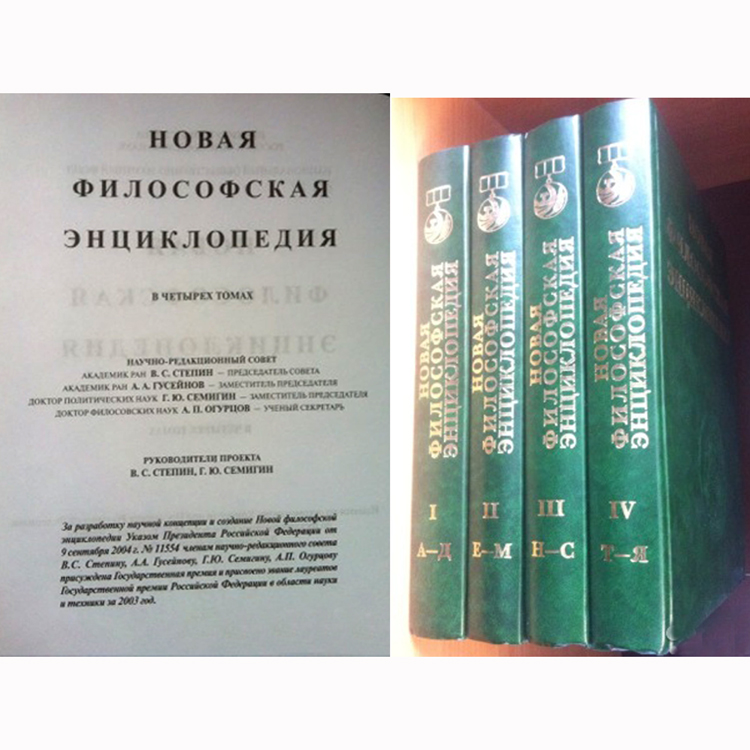 НОВАЯ
ФИЛОСОФСКАЯ
ЭНЦИКЛОПЕДИЯ
В ЧЕТЫРЕХ ТОМАХ
НАУЧНО-РЕДАКЦИОННЫЙ СОВЕТ
АКАДЕМИК РАН В. С. СТЕПИН – ПРЕДСЕДАТЕЛЬ СОВЕТА
АКАДЕМИК РАН А. А. ГУСЕЙНОВ – ЗАМЕСТИТЕЛЬ ПРЕДСЕДАТЕЛЯ
ДОКТОР ПОЛИТИЧЕСКИХ НАУК Г. Ю. СЕМИГИН – ЗАМЕСТИТЕЛЬ ПРЕДСЕДАТЕЛЯ
ДОКТОР ФИЛОСОВСКИХ НАУК А. П. ОГУРЦОВ – УЧЕНЫЙ СЕКРЕТАРЬ
РУКОВОДИТЕЛИ ПРОЕКТА
В. С. СТЕПИН, Г. Ю. СЕМИГИН
За разработку научной концепции и создание Новой философской
энциклопедии Указом Президента Российской Федерации от
9 сентября 2004 г. № 11554 членам научно-редакционного совета
В.С. Степину, А.А. Гусейнову, Г.Ю. Семигину, А.П. Огурцову
присуждена Государственная премия и присвоено звание лауреатов
Государственной премии Российской Федерации в области науки
и техники за 2003 год.
НОВАЯ
ФИЛОСОФСКАЯ
ЭНЦИКЛОПЕДИЯ
I
А–Д
НОВАЯ
ФИЛОСОФСКАЯ
ЭНЦИКЛОПЕДИЯ
II
Е–М
НОВАЯ
ФИЛОСОФСКАЯ
ЭНЦИКЛОПЕДИЯ
III
Н–С
НОВАЯ
ФИЛОСОФСКАЯ
ЭНЦИКЛОПЕДИЯ
IV
Т–Я